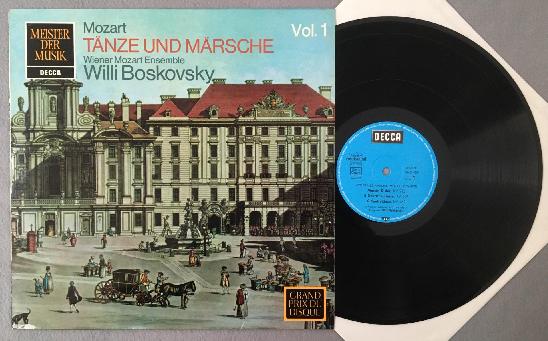 MEISTER
DER
MUSIK
DECCA
Mozart
Vol. 1
TÄNZE UND MÄRSCHE
Wiener Mozart Ensemble
Willi Boskovsky
GRAND
PRIX DU
DISQUE
DECCA